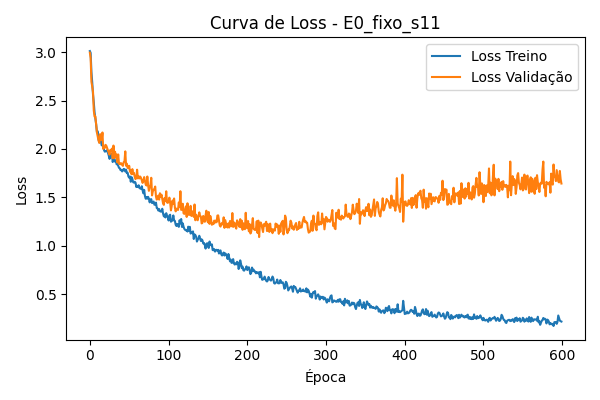 Curva de Loss - E0_fixo_s11
Loss Treino
Loss Validação
3.0
2.5
2.0
1.5
1.0
0.5
Loss
0 100 200 300 400 500 600
Época